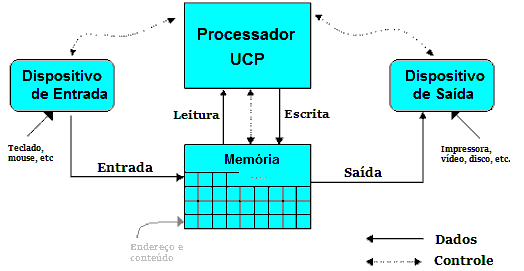 Processador
UCP
Dispositivo
de Entrada
Dispositivo
de Saída
Leitura
Escrita
Teclado,
mouse, etc
Impressora,
vídeo, disco, etc.
Entrada
Memória
Saída
Endereço e
conteúdo
Dados
Controle